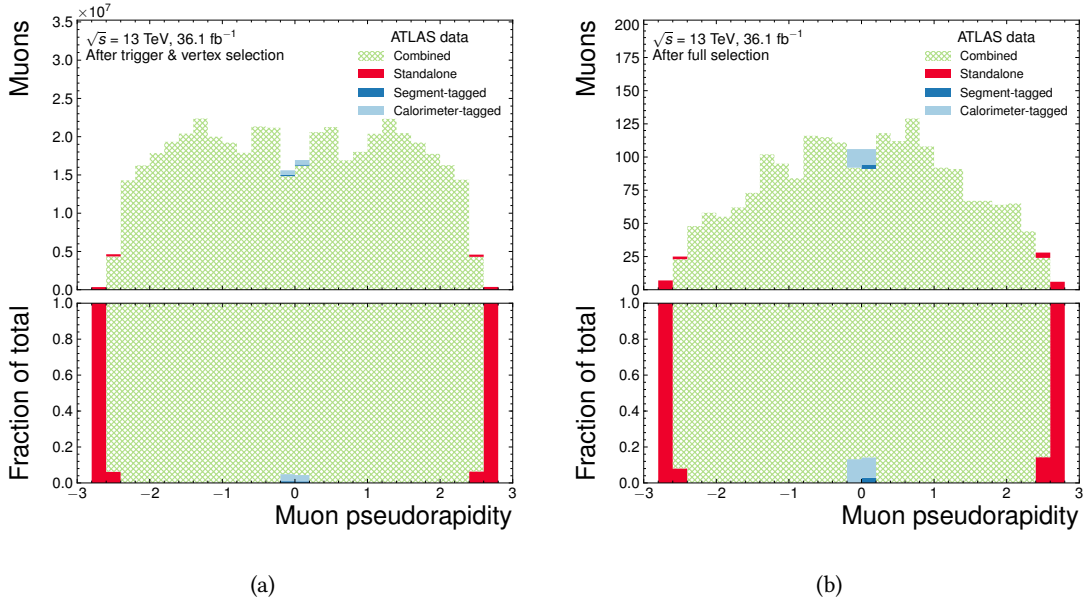 ×10⁷
√s = 13 TeV, 36.1 fb⁻¹
After trigger & vertex selection
ATLAS data
Combined
Standalone
Segment-tagged
Calorimeter-tagged
Muons
3.5
3.0
2.5
2.0
1.5
1.0
0.5
0.0
Fraction of total
1.0
0.8
0.6
0.4
0.2
0.0
−3 −2 −1 0 1 2 3
Muon pseudorapidity
(a)
√s = 13 TeV, 36.1 fb⁻¹
After full selection
ATLAS data
Combined
Standalone
Segment-tagged
Calorimeter-tagged
Muons
200
175
150
125
100
75
50
25
0
Fraction of total
1.0
0.8
0.6
0.4
0.2
0.0
−3 −2 −1 0 1 2 3
Muon pseudorapidity
(b)